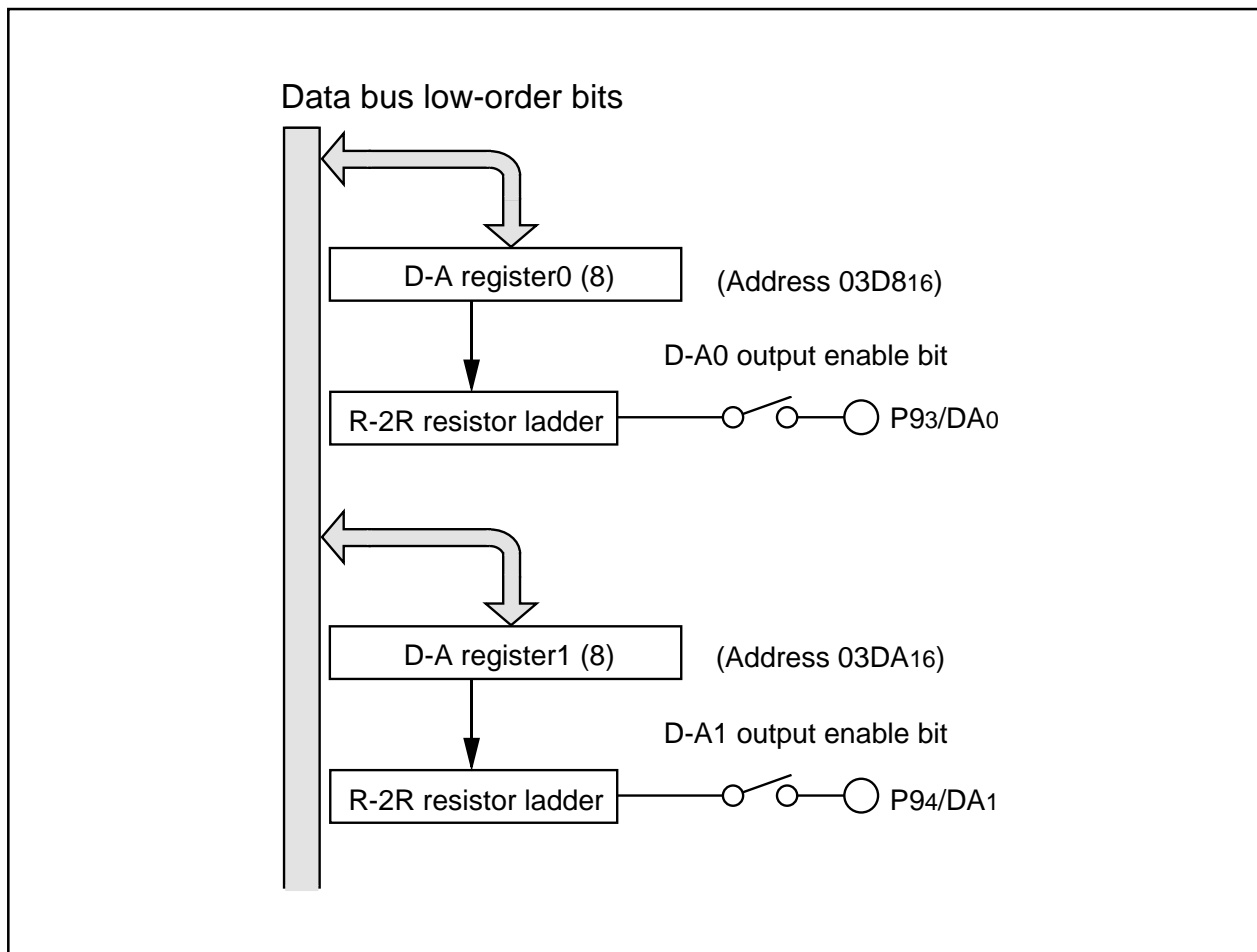 Data bus low-order bits
D-A register0 (8)
(Address 03D816)
D-A0 output enable bit
R-2R resistor ladder
P93/DA0
D-A register1 (8)
(Address 03DA16)
D-A1 output enable bit
R-2R resistor ladder
P94/DA1